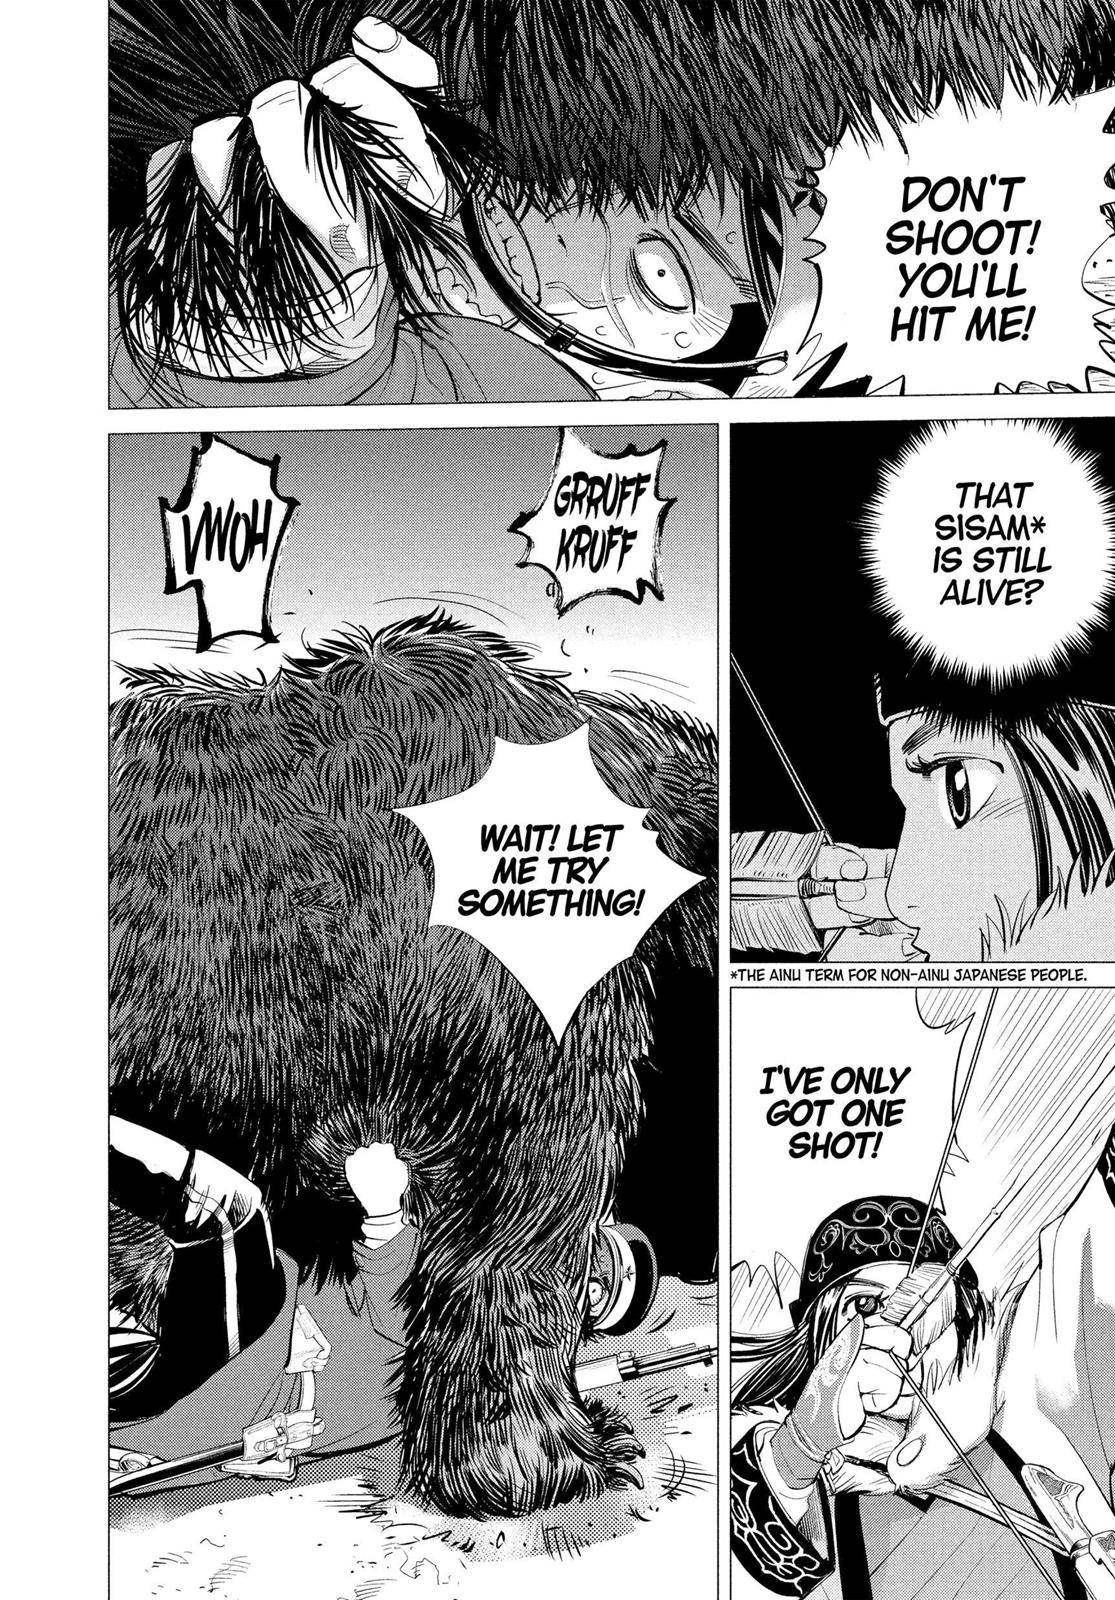 DON'T
SHOOT!
YOU'LL
HIT ME!
THAT
SISAM*
IS STILL
ALIVE?
*THE AINU TERM FOR NON-AINU JAPANESE PEOPLE.
I'VE ONLY
GOT ONE
SHOT!
GRRUFF
KRUFF
VWOH
WAIT! LET
ME TRY
SOMETHING!